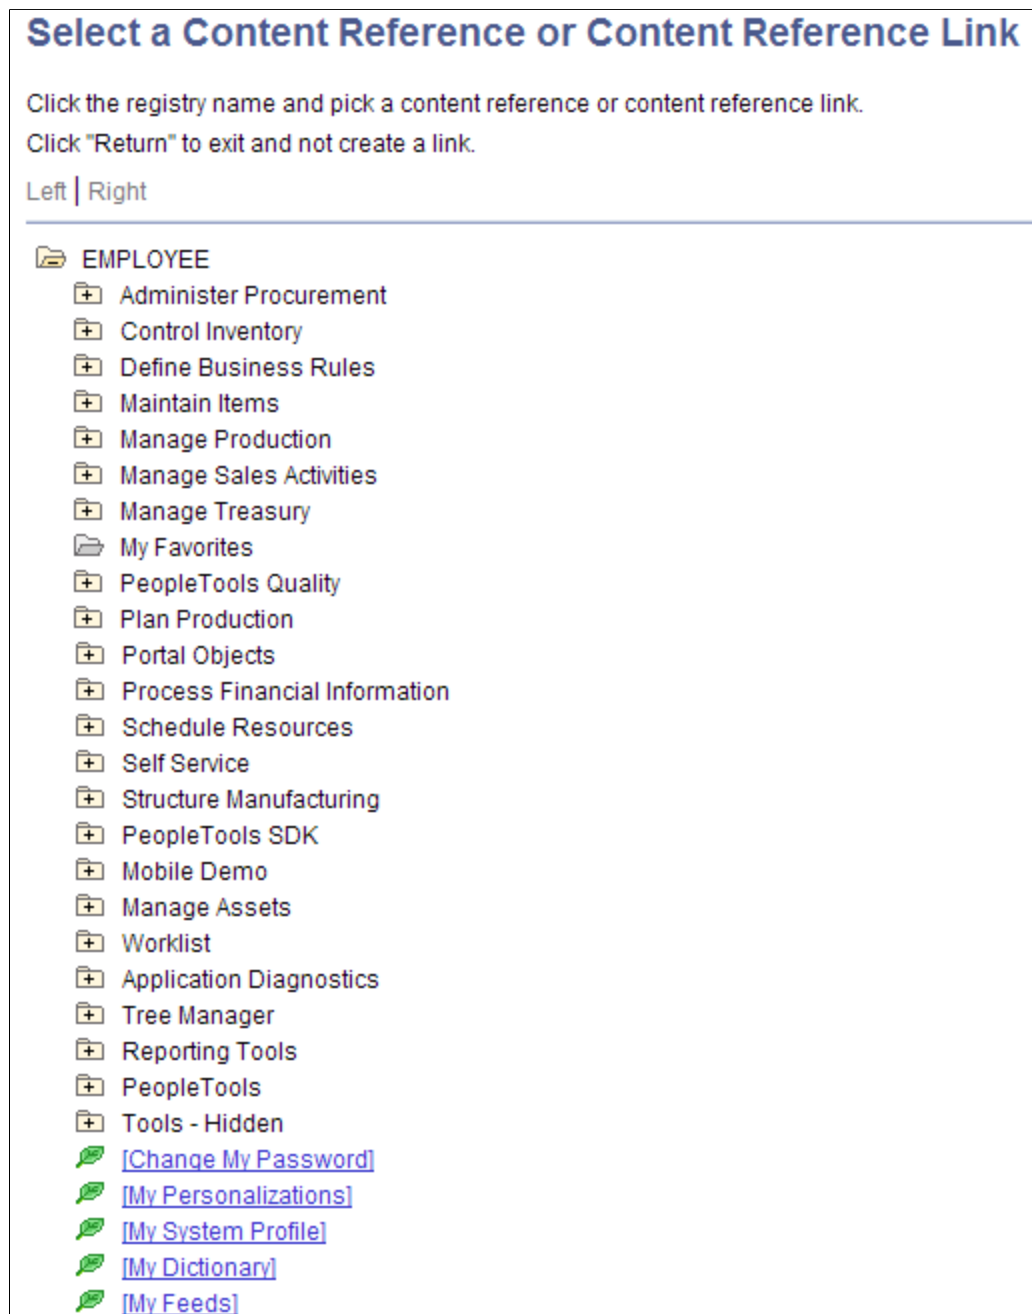 Select a Content Reference or Content Reference Link
Click the registry name and pick a content reference or content reference link.
Click "Return" to exit and not create a link.
Left | Right
EMPLOYEE
Administer Procurement
Control Inventory
Define Business Rules
Maintain Items
Manage Production
Manage Sales Activities
Manage Treasury
My Favorites
PeopleTools Quality
Plan Production
Portal Objects
Process Financial Information
Schedule Resources
Self Service
Structure Manufacturing
PeopleTools SDK
Mobile Demo
Manage Assets
Worklist
Application Diagnostics
Tree Manager
Reporting Tools
PeopleTools
Tools - Hidden
[Change My Password]
[My Personalizations]
[My System Profile]
[My Dictionary]
[My Feeds]